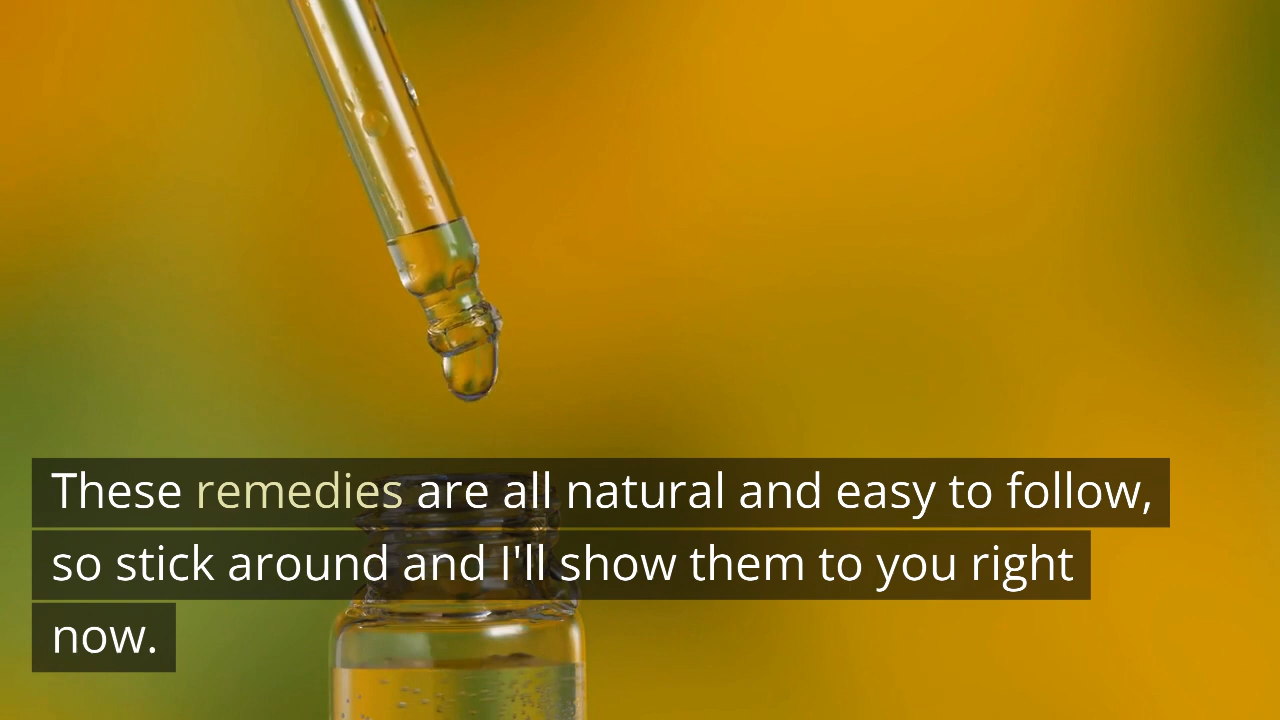 These remedies are all natural and easy to follow,
so stick around and I'll show them to you right
now.